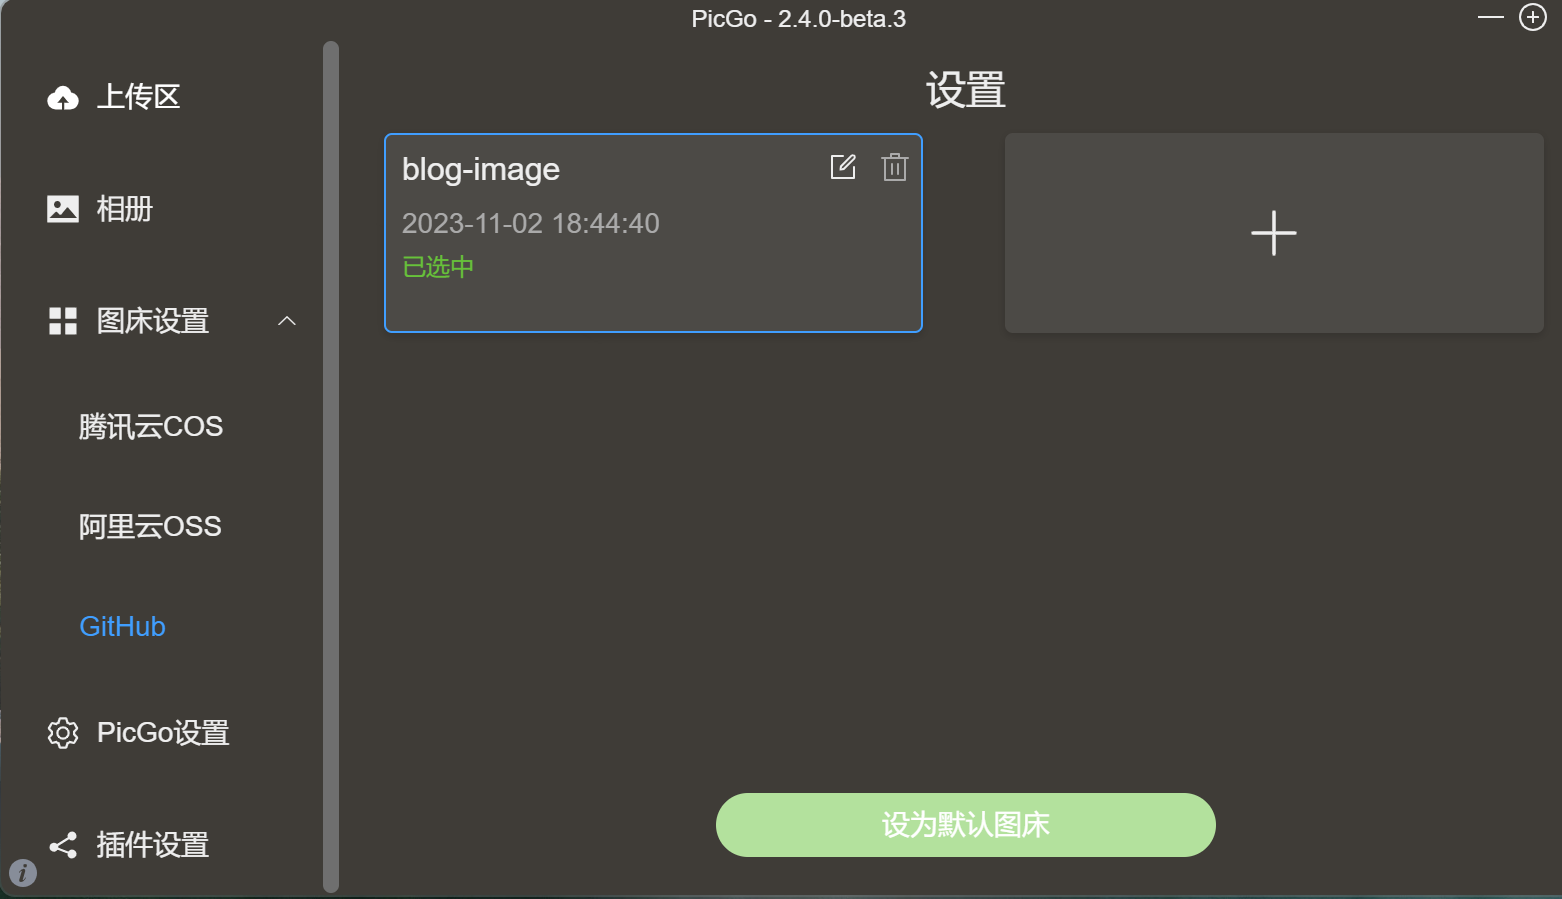 PicGo - 2.4.0-beta.3
上传区
相册
图床设置
腾讯云COS
阿里云OSS
GitHub
PicGo设置
插件设置
设置
blog-image
2023-11-02 18:44:40
已选中
设为默认图床